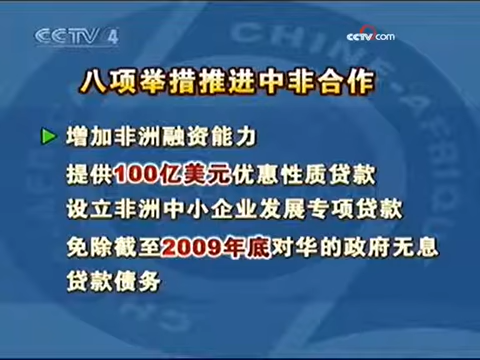 CCTV 4
CCTV.com
八项举措推进中非合作
增加非洲融资能力
提供100亿美元优惠性质贷款
设立非洲中小企业发展专项贷款
免除截至2009年底对华的政府无息
贷款债务
CHINE-AFRIQUE